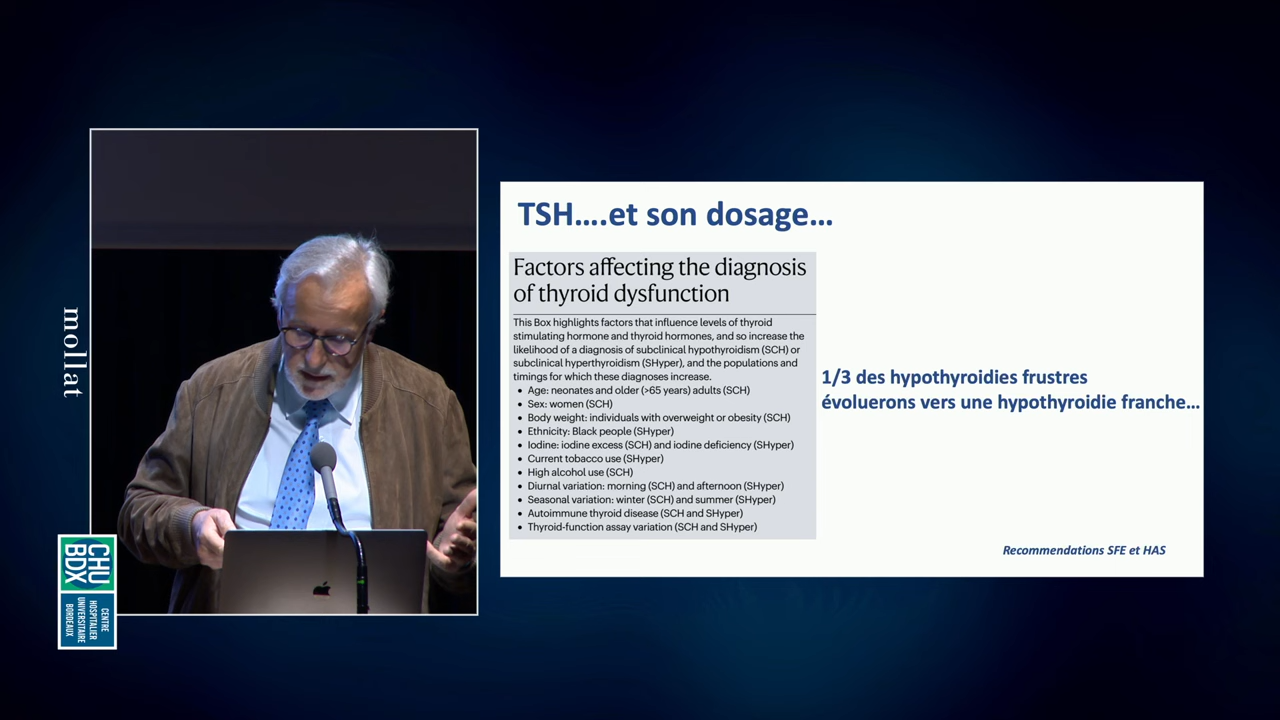 mollat
CHU
BDX
CENTRE
HOSPITALIER
UNIVERSITAIRE
BORDEAUX
TSH....et son dosage...
Factors affecting the diagnosis
of thyroid dysfunction
This Box highlights factors that influence levels of thyroid
stimulating hormone and thyroid hormones, and so increase the
likelihood of a diagnosis of subclinical hypothyroidism (SCH) or
subclinical hyperthyroidism (SHyper), and the populations and
timings for which these diagnoses increase.
• Age: neonates and older (>65 years) adults (SCH)
• Sex: women (SCH)
• Body weight: individuals with overweight or obesity (SCH)
• Ethnicity: Black people (SHyper)
• Iodine: iodine excess (SCH) and iodine deficiency (SHyper)
• Current tobacco use (SHyper)
• High alcohol use (SCH)
• Diurnal variation: morning (SCH) and afternoon (SHyper)
• Seasonal variation: winter (SCH) and summer (SHyper)
• Autoimmune thyroid disease (SCH and SHyper)
• Thyroid-function assay variation (SCH and SHyper)
1/3 des hypothyroidies frustres
évoluerons vers une hypothyroidie franche...
Recommendations SFE et HAS